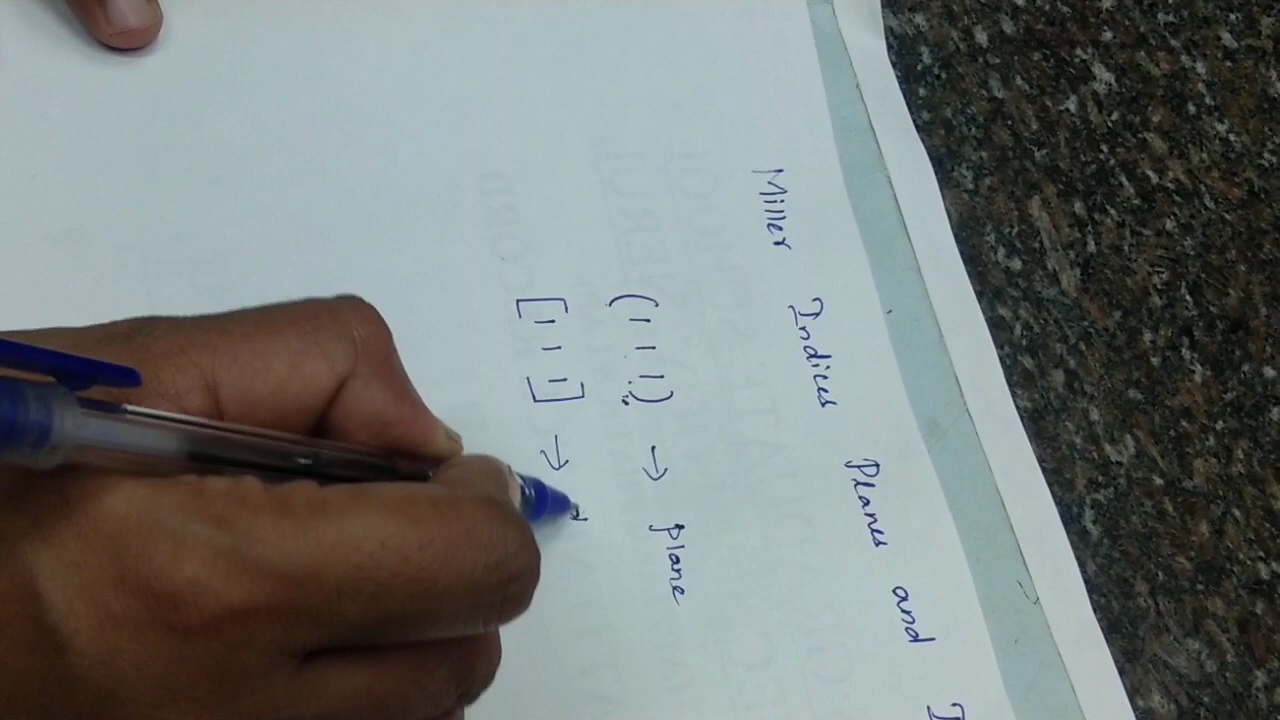 Miller Indices Planes and
(1 1 1) → plane
[1 1 1] →